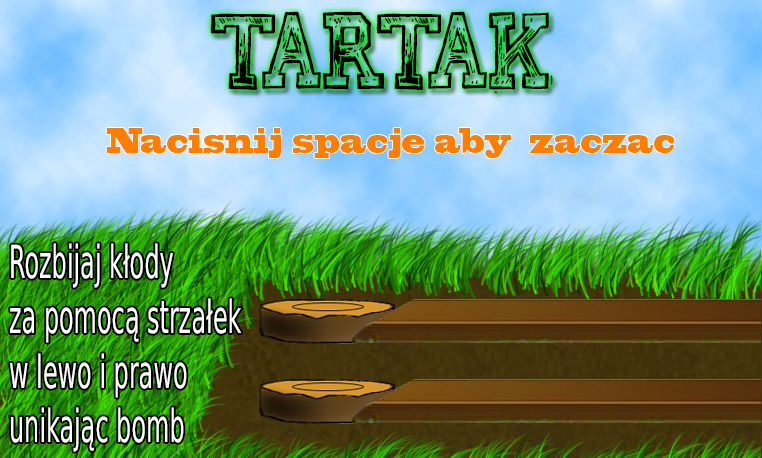 TARTAK
Nacisnij spacje aby zaczac
Rozbijaj kłody
za pomocą strzałek
w lewo i prawo
unikając bomb